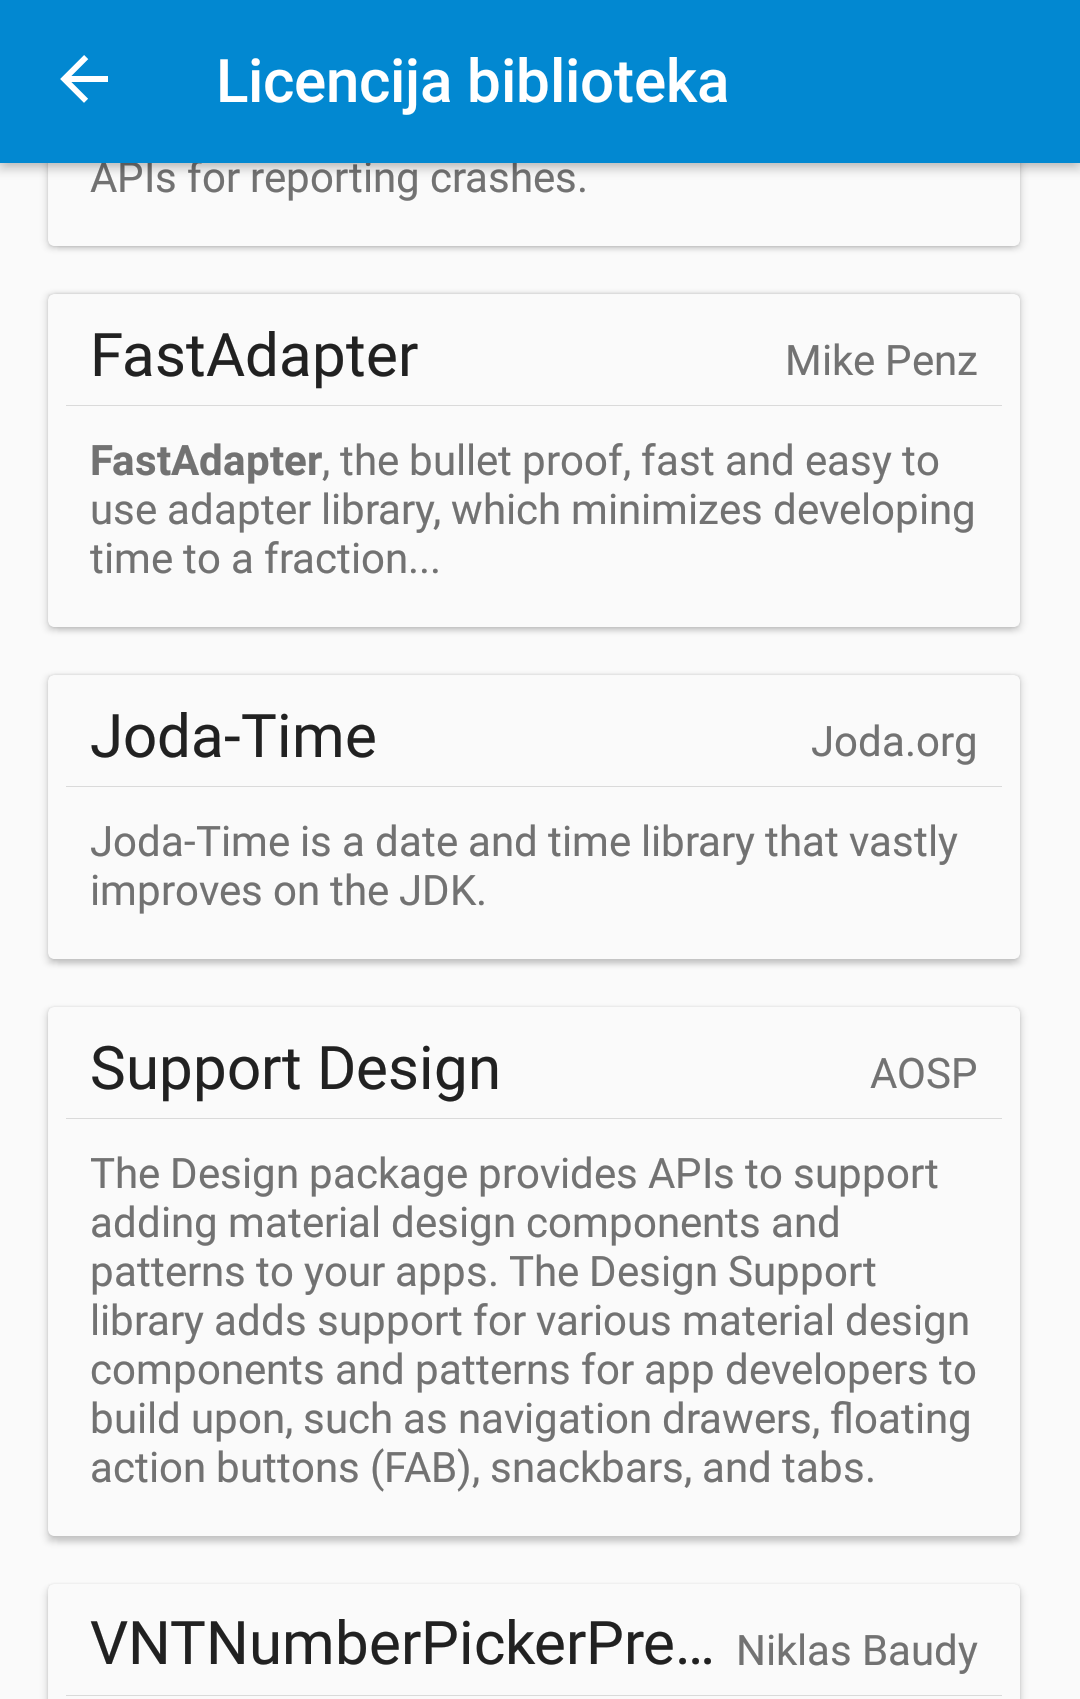 Licencija biblioteka
APIs for reporting crashes.
FastAdapter
Mike Penz
FastAdapter, the bullet proof, fast and easy to
use adapter library, which minimizes developing
time to a fraction...
Joda-Time
Joda.org
Joda-Time is a date and time library that vastly
improves on the JDK.
Support Design
AOSP
The Design package provides APIs to support
adding material design components and
patterns to your apps. The Design Support
library adds support for various material design
components and patterns for app developers to
build upon, such as navigation drawers, floating
action buttons (FAB), snackbars, and tabs.
VNTNumberPickerPre...
Niklas Baudy